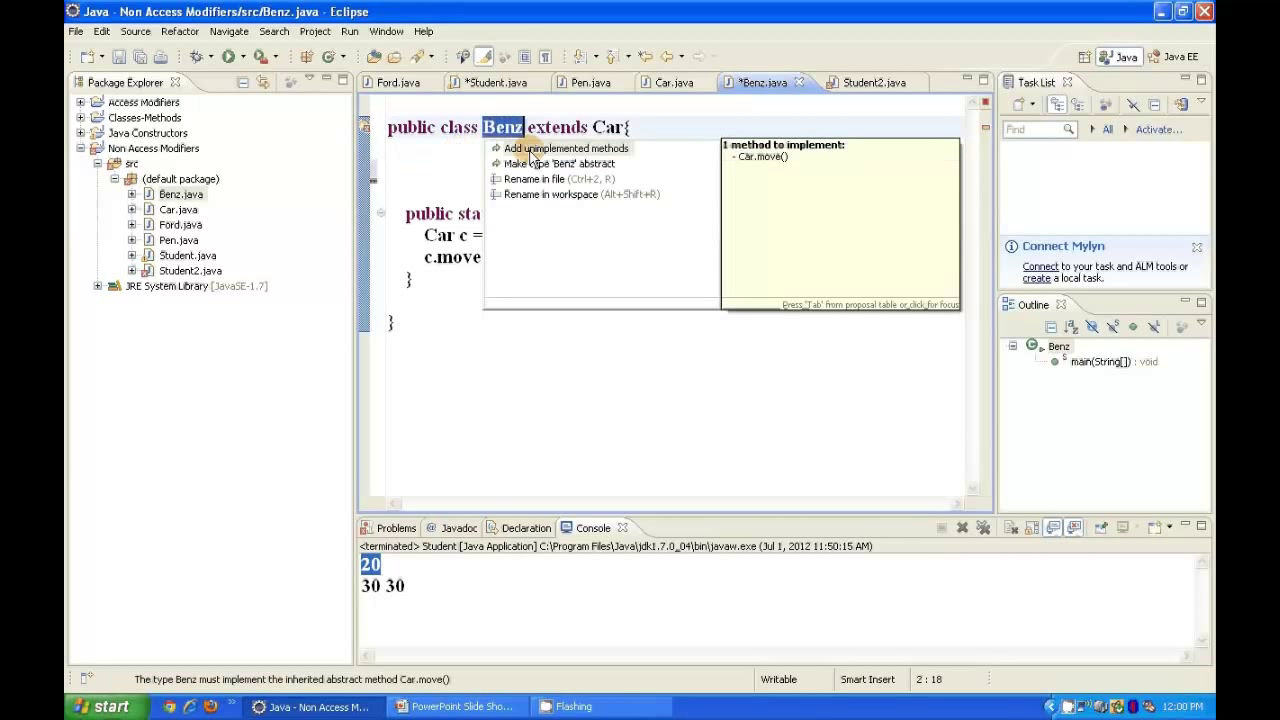 Java - Non Access Modifiers/src/Benz.java - Eclipse
File Edit Source Refactor Navigate Search Project Run Window Help
Java Java EE
Package Explorer
Access Modifiers
Classes-Methods
Java Constructors
Non Access Modifiers
src
(default package)
Benz.java
Car.java
Ford.java
Pen.java
Student.java
Student2.java
JRE System Library [JavaSE-1.7]
Ford.java *Student.java Pen.java Car.java *Benz.java Student2.java
public class Benz extends Car{
Add unimplemented methods
Make type 'Benz' abstract
Rename in file (Ctrl+2, R)
Rename in workspace (Alt+Shift+R)
1 method to implement:
- Car.move()
Press 'Tab' from proposal table or click for focus
public sta
Car c =
c.move
}
}
Task List
Find All Activate...
Connect Mylyn
Connect to your task and ALM tools or
create a local task.
Outline
Benz
main(String[]) : void
Problems Javadoc Declaration Console
<terminated> Student [Java Application] C:\Program Files\Java\jdk1.7.0_04\bin\javaw.exe (Jul 1, 2012 11:50:15 AM)
20
30 30
The type Benz must implement the inherited abstract method Car.move() Writable Smart Insert 2 : 18
start Java - Non Access M... PowerPoint Slide Sho... Flashing 12:00 PM